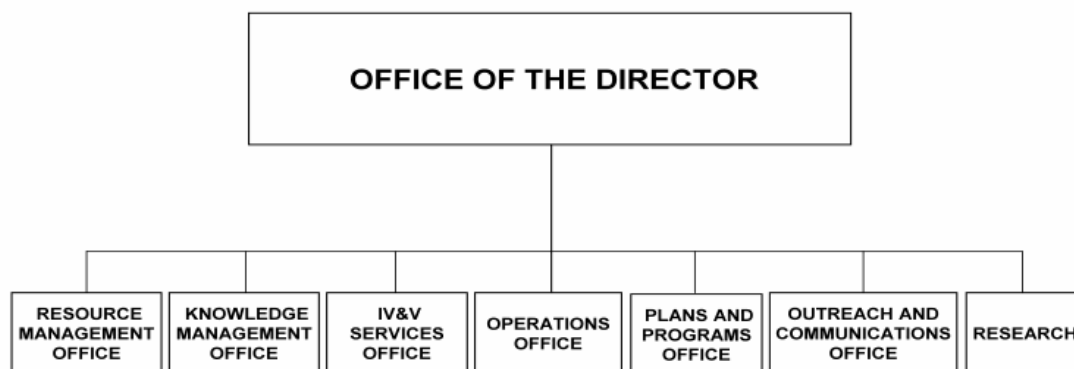 OFFICE OF THE DIRECTOR
RESOURCE
MANAGEMENT
OFFICE
KNOWLEDGE
MANAGEMENT
OFFICE
IV&V
SERVICES
OFFICE
OPERATIONS
OFFICE
PLANS AND
PROGRAMS
OFFICE
OUTREACH AND
COMMUNICATIONS
OFFICE
RESEARCH